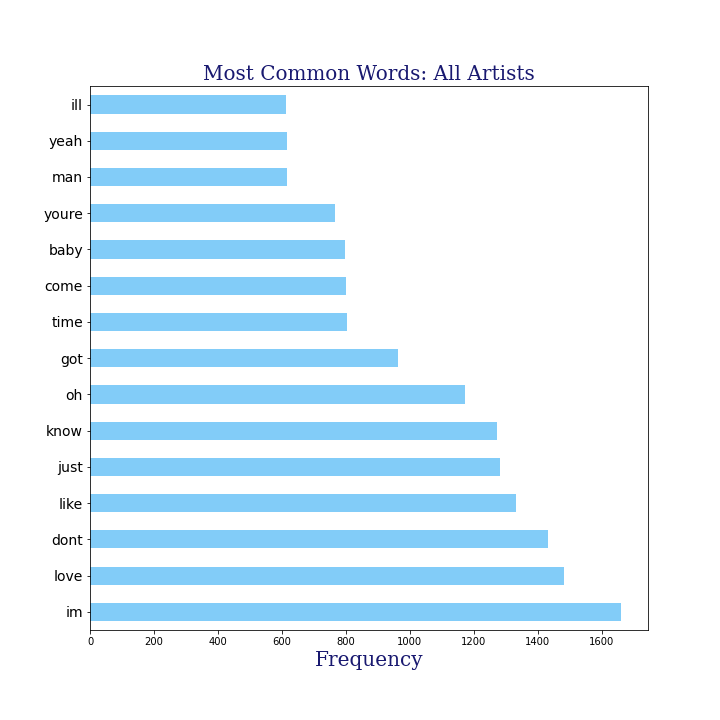 Most Common Words: All Artists
ill
yeah
man
youre
baby
come
time
got
oh
know
just
like
dont
love
im
0 200 400 600 800 1000 1200 1400 1600
Frequency